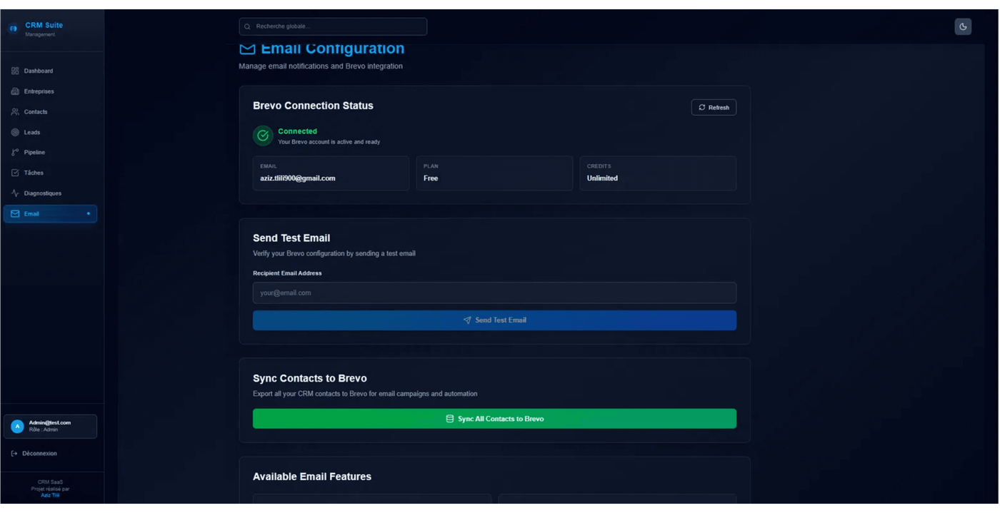 CRM Suite
Management
Dashboard
Entreprises
Contacts
Leads
Pipeline
Tâches
Diagnostiques
Email
Admin@test.com
Rôle : Admin
Déconnexion
CRM SaaS
Projet réalisé par
Aziz Tlili
Recherche globale...
Email Configuration
Manage email notifications and Brevo integration
Brevo Connection Status
Refresh
Connected
Your Brevo account is active and ready
EMAIL
aziz.tlili900@gmail.com
PLAN
Free
CREDITS
Unlimited
Send Test Email
Verify your Brevo configuration by sending a test email
Recipient Email Address
your@email.com
Send Test Email
Sync Contacts to Brevo
Export all your CRM contacts to Brevo for email campaigns and automation
Sync All Contacts to Brevo
Available Email Features